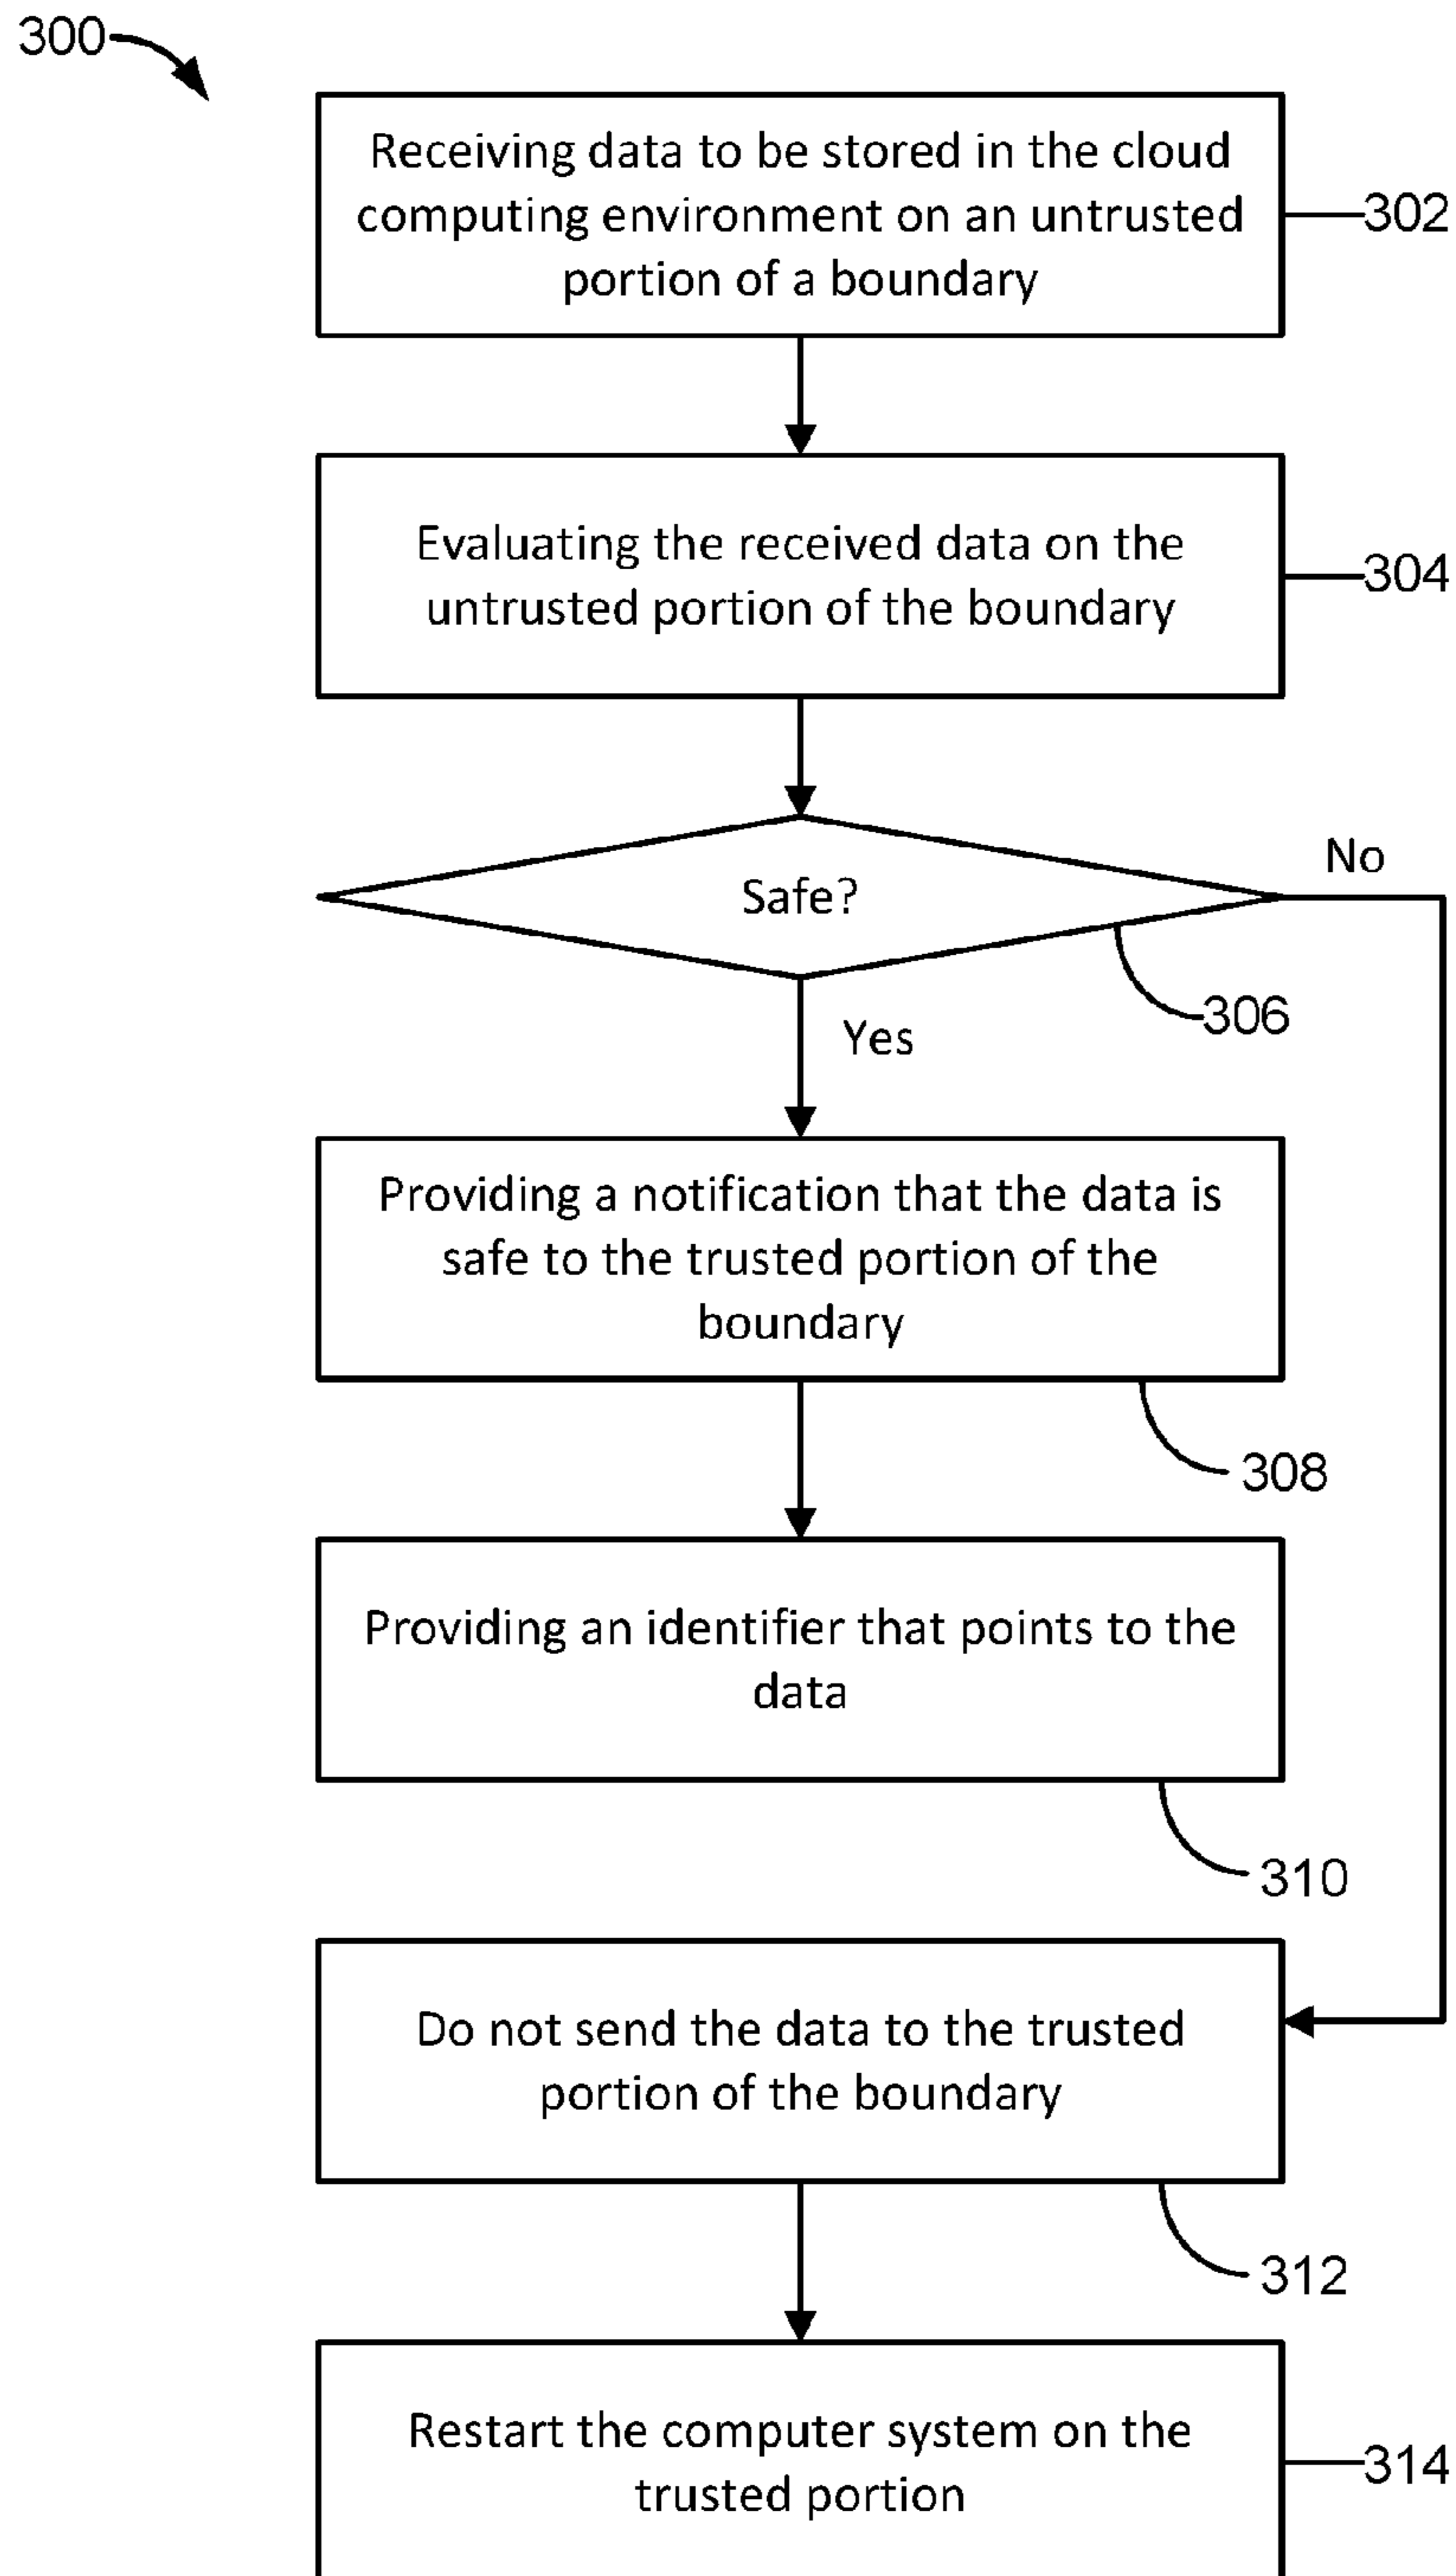 300
Receiving data to be stored in the cloud
computing environment on an untrusted
portion of a boundary
302
Evaluating the received data on the
untrusted portion of the boundary
304
Safe?
No
306
Yes
Providing a notification that the data is
safe to the trusted portion of the
boundary
308
Providing an identifier that points to the
data
310
Do not send the data to the trusted
portion of the boundary
312
Restart the computer system on the
trusted portion
314